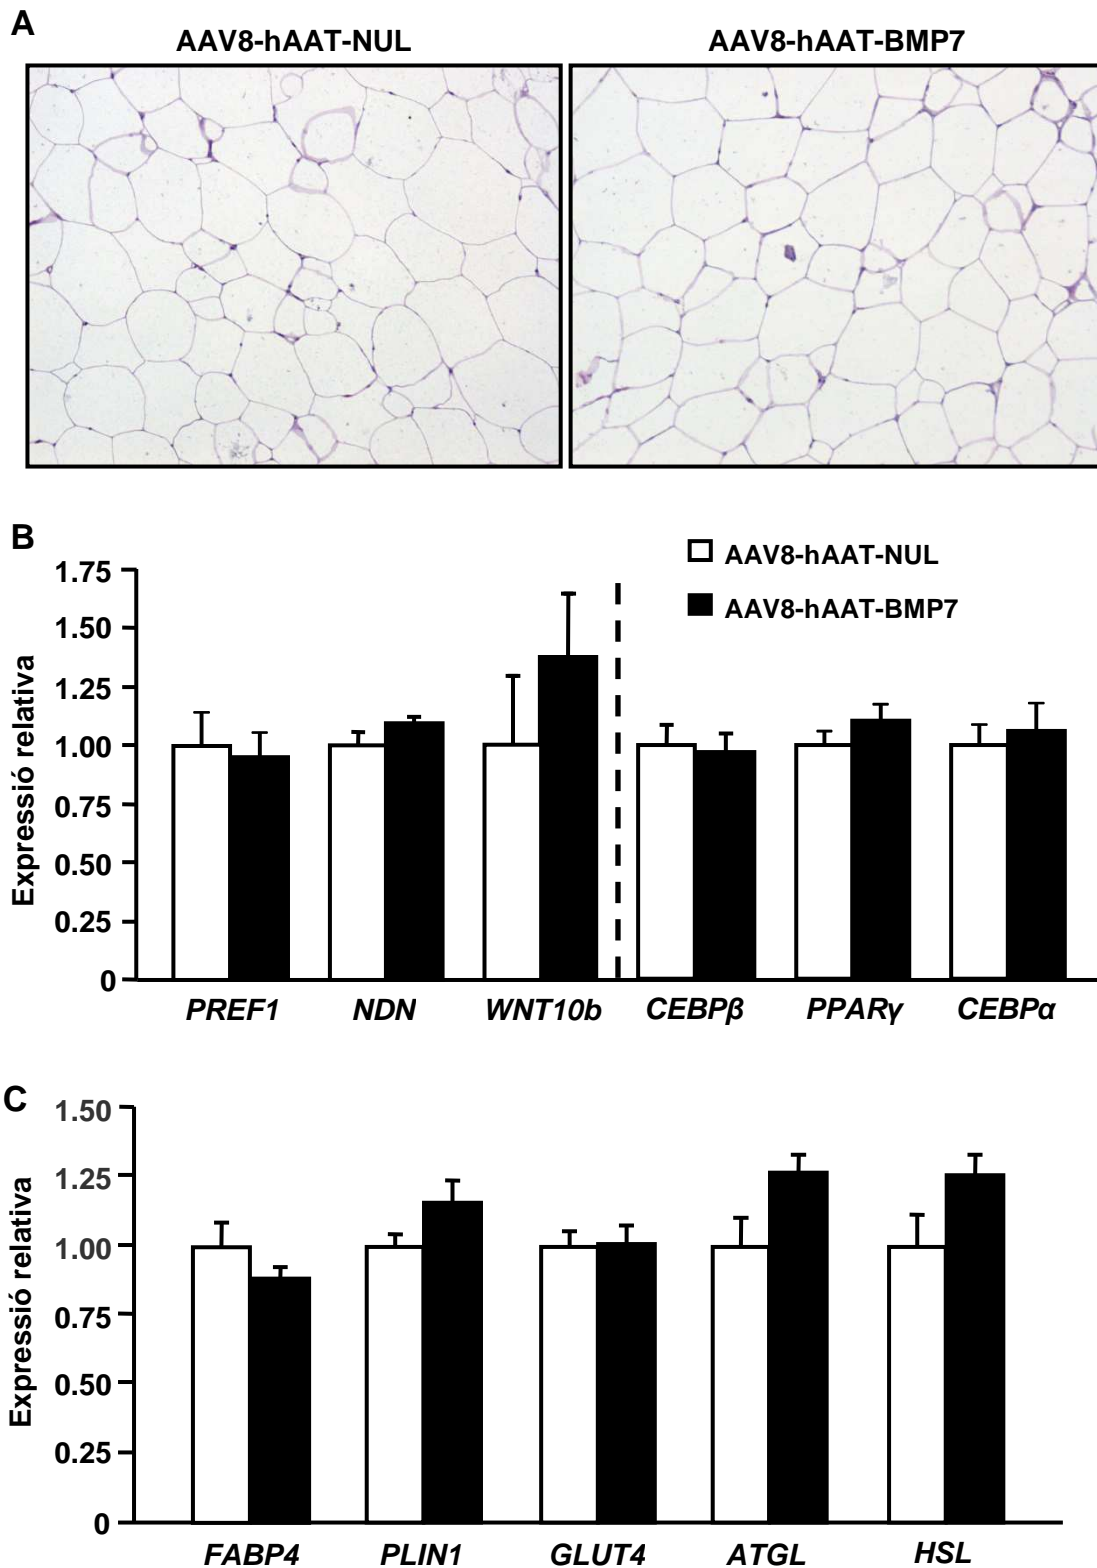 A
AAV8-hAAT-NUL AAV8-hAAT-BMP7
B
AAV8-hAAT-NUL
AAV8-hAAT-BMP7
Expressió relativa
1.75
1.50
1.25
1.00
0.75
0.50
0.25
0
PREF1 NDN WNT10b CEBPβ PPARγ CEBPα
C
Expressió relativa
1.50
1.25
1.00
0.75
0.50
0.25
0
FABP4 PLIN1 GLUT4 ATGL HSL